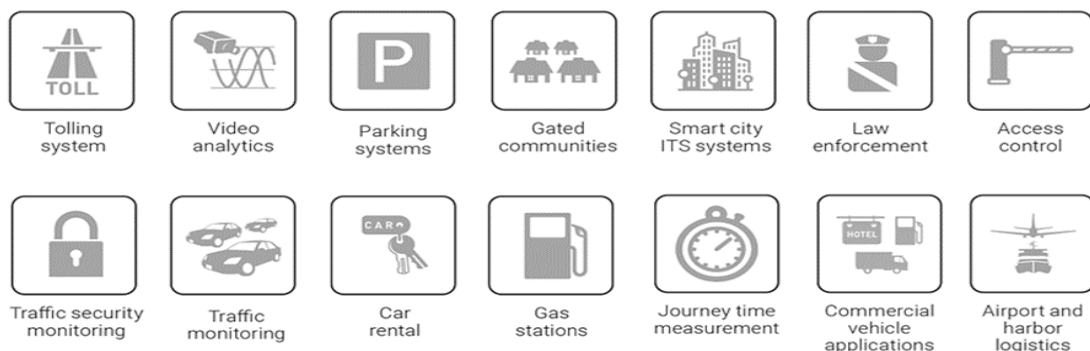 TOLL
Tolling
system
Video
analytics
P
Parking
systems
Gated
communities
Smart city
ITS systems
Law
enforcement
Access
control
Traffic security
monitoring
Traffic
monitoring
CAR
Car
rental
Gas
stations
Journey time
measurement
HOTEL
Commercial
vehicle
applications
Airport and
harbor
logistics